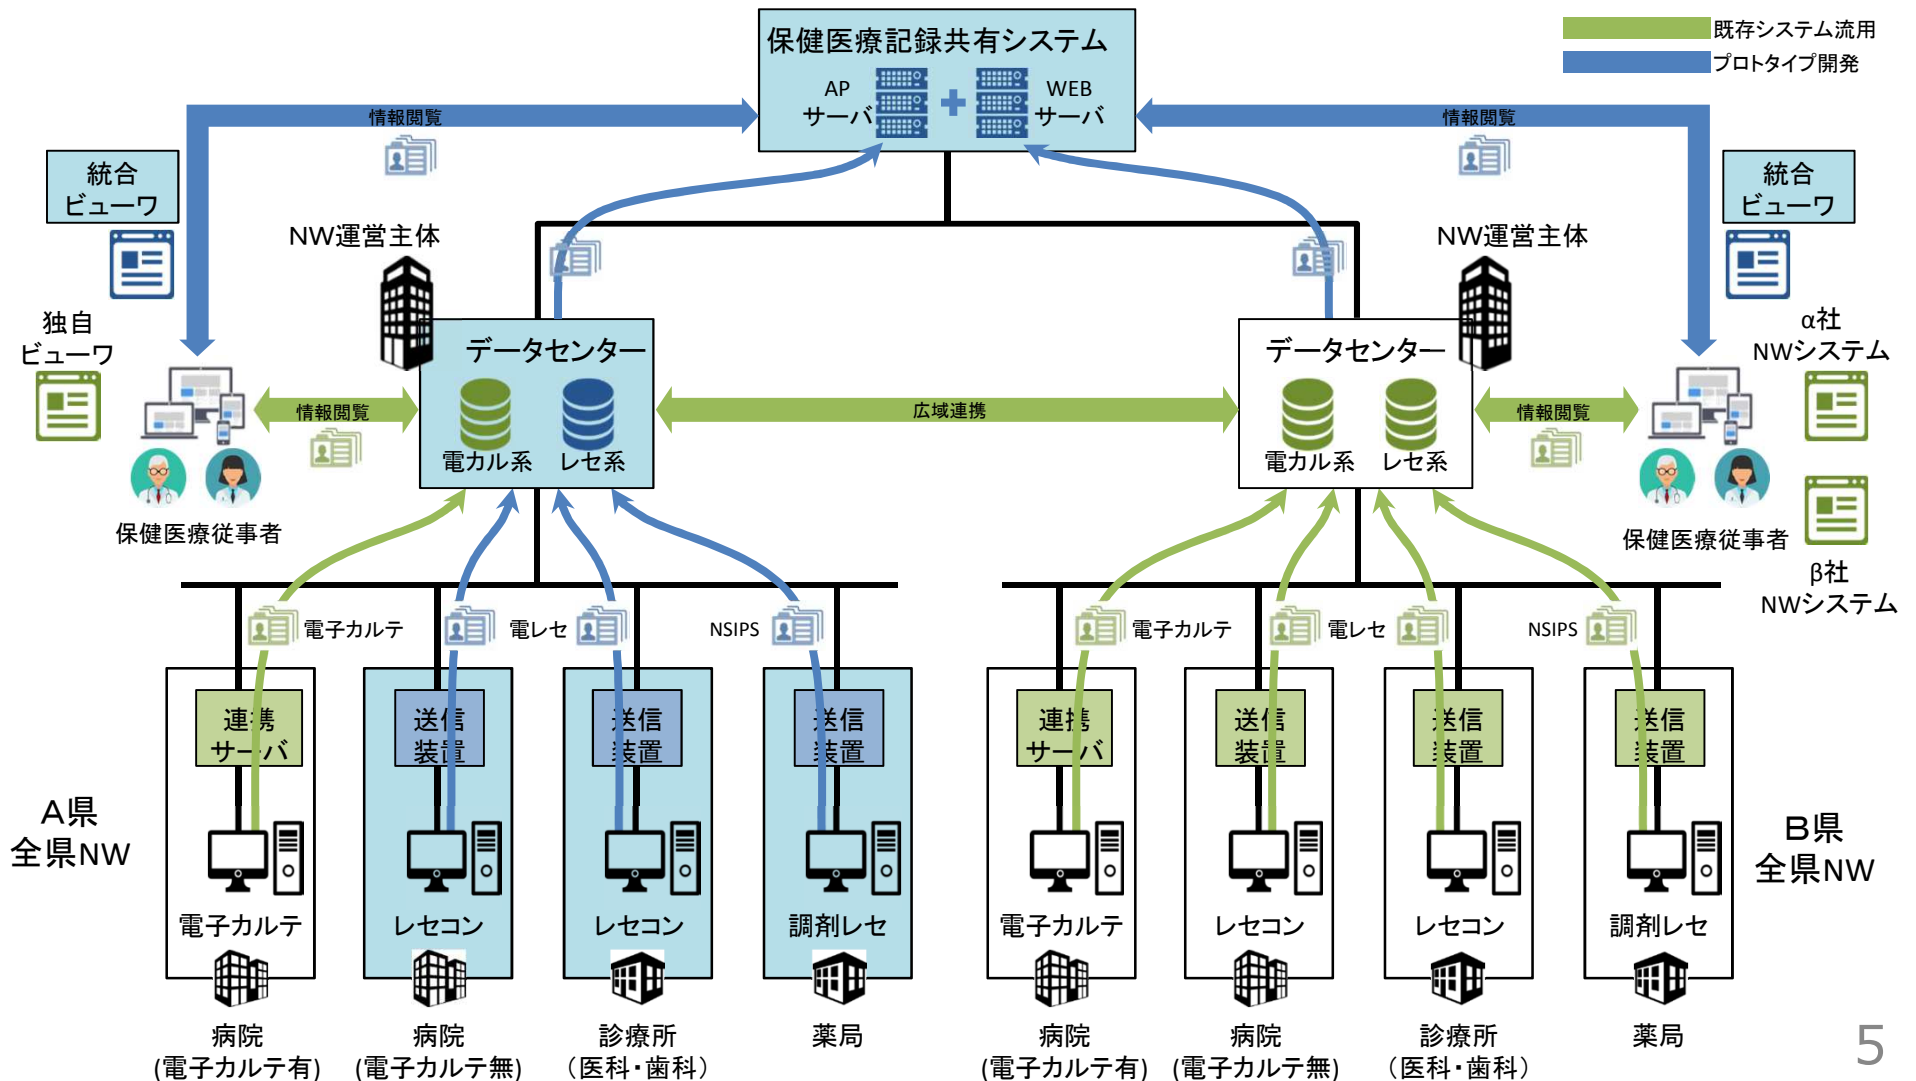 保健医療記録共有システム
AP
サーバ
WEB
サーバ
既存システム流用
プロトタイプ開発
情報閲覧
情報閲覧
統合
ビューワ
統合
ビューワ
NW運営主体
NW運営主体
独自
ビューワ
α社
NWシステム
データセンター
電カル系
レセ系
データセンター
電カル系
レセ系
情報閲覧
広域連携
情報閲覧
保健医療従事者
保健医療従事者
β社
NWシステム
電子カルテ
電レセ
NSIPS
電子カルテ
電レセ
NSIPS
連携
サーバ
送信
装置
送信
装置
送信
装置
連携
サーバ
送信
装置
送信
装置
送信
装置
A県
全県NW
B県
全県NW
電子カルテ
レセコン
レセコン
調剤レセ
電子カルテ
レセコン
レセコン
調剤レセ
病院
(電子カルテ有)
病院
(電子カルテ無)
診療所
（医科・歯科）
薬局
病院
(電子カルテ有)
病院
(電子カルテ無)
診療所
（医科・歯科）
薬局
5